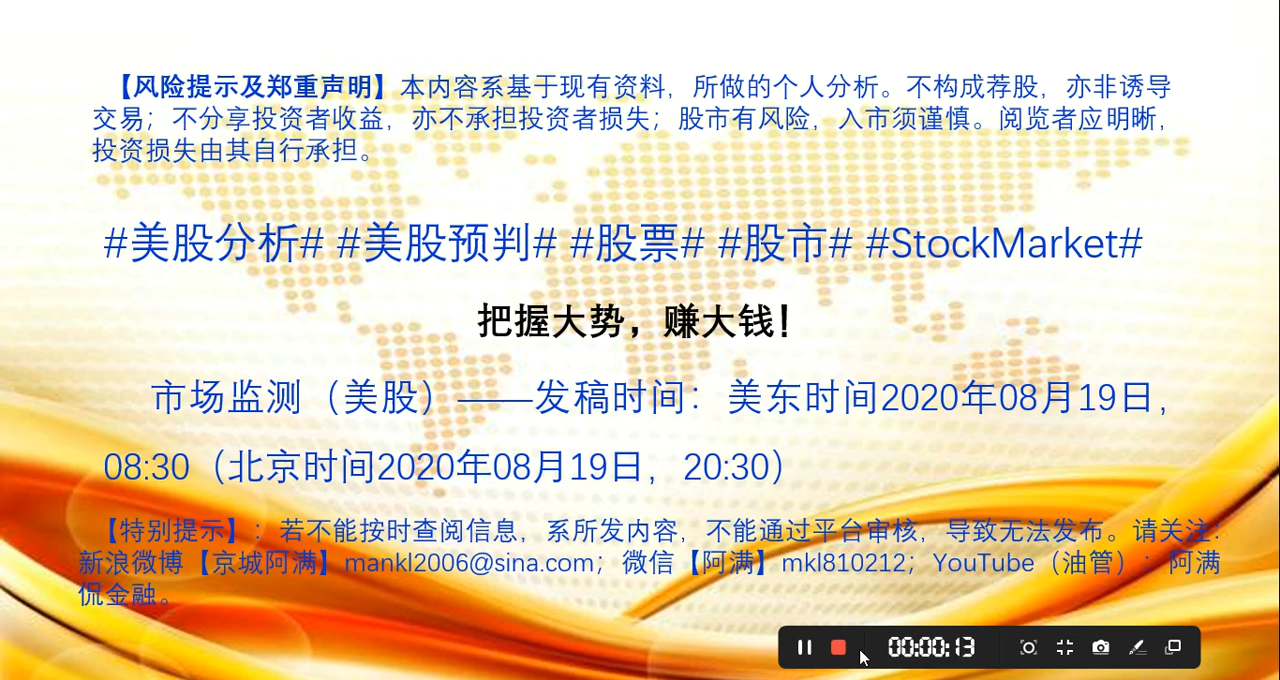 【风险提示及郑重声明】本内容系基于现有资料，所做的个人分析。不构成荐股，亦非诱导
交易；不分享投资者收益，亦不承担投资者损失；股市有风险，入市须谨慎。阅览者应明晰，
投资损失由其自行承担。
#美股分析# #美股预判# #股票# #股市# #StockMarket#
把握大势，赚大钱！
市场监测（美股）——发稿时间：美东时间2020年08月19日，
08:30（北京时间2020年08月19日，20:30）
【特别提示】：若不能按时查阅信息，系所发内容，不能通过平台审核，导致无法发布。请关注：
新浪微博【京城阿满】mankl2006@sina.com；微信【阿满】mkl810212；YouTube（油管）：阿满
侃金融。
00:00:13